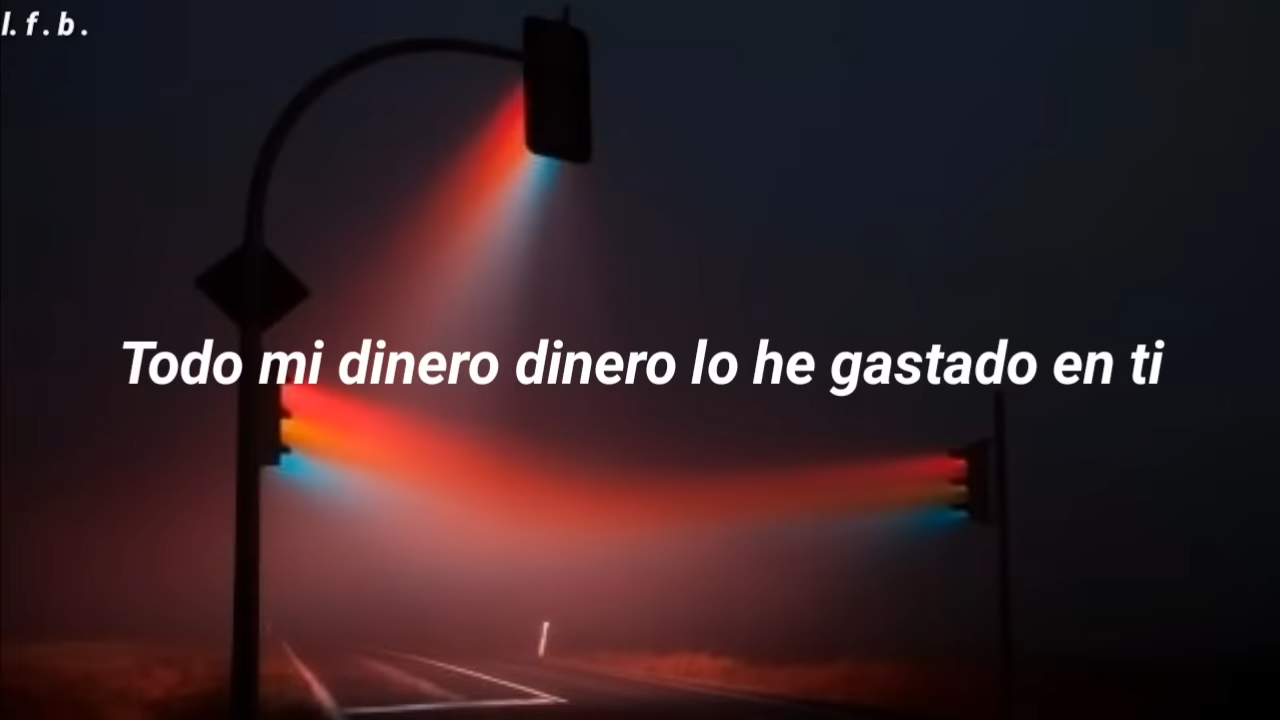 l. f. b.
Todo mi dinero dinero lo he gastado en ti